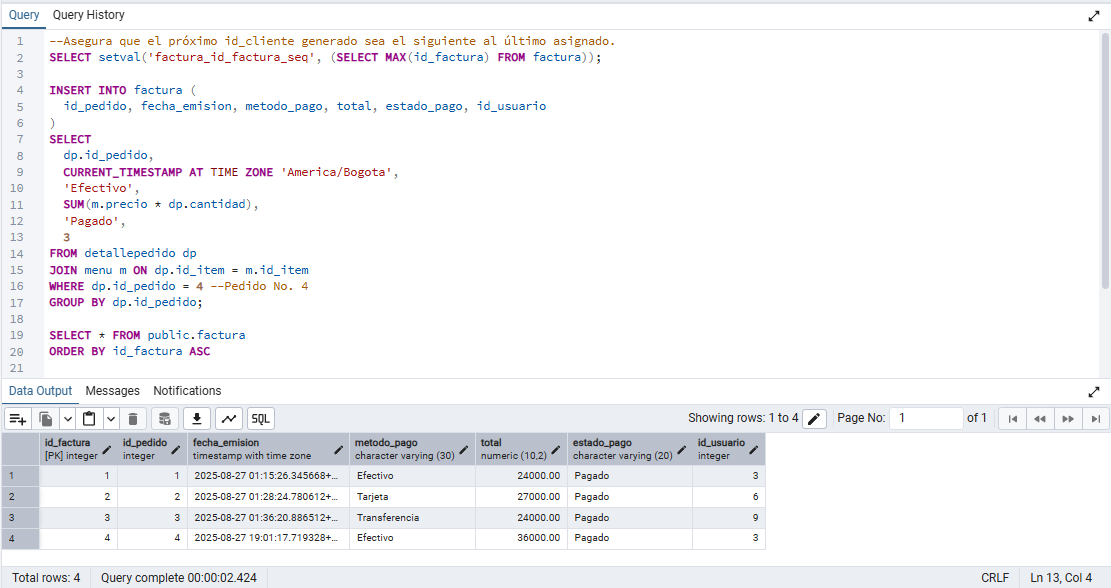 Query Query History
1 --Asegura que el próximo id_cliente generado sea el siguiente al último asignado.
2 SELECT setval('factura_id_factura_seq', (SELECT MAX(id_factura) FROM factura));
3
4 INSERT INTO factura (
5 id_pedido, fecha_emision, metodo_pago, total, estado_pago, id_usuario
6 )
7 SELECT
8 dp.id_pedido,
9 CURRENT_TIMESTAMP AT TIME ZONE 'America/Bogota',
10 'Efectivo',
11 SUM(m.precio * dp.cantidad),
12 'Pagado',
13 3
14 FROM detallepedido dp
15 JOIN menu m ON dp.id_item = m.id_item
16 WHERE dp.id_pedido = 4 --Pedido No. 4
17 GROUP BY dp.id_pedido;
18
19 SELECT * FROM public.factura
20 ORDER BY id_factura ASC
21
Data Output Messages Notifications
SQL Showing rows: 1 to 4 Page No: 1 of 1
id_factura id_pedido fecha_emision metodo_pago total estado_pago id_usuario
[PK] integer integer timestamp with time zone character varying (30) numeric (10,2) character varying (20) integer
1 1 1 2025-08-27 01:15:26.345668+... Efectivo 24000.00 Pagado 3
2 2 2 2025-08-27 01:28:24.780612+... Tarjeta 27000.00 Pagado 6
3 3 3 2025-08-27 01:36:20.886512+... Transferencia 24000.00 Pagado 9
4 4 4 2025-08-27 19:01:17.719328+... Efectivo 36000.00 Pagado 3
Total rows: 4 Query complete 00:00:02.424 CRLF Ln 13, Col 4